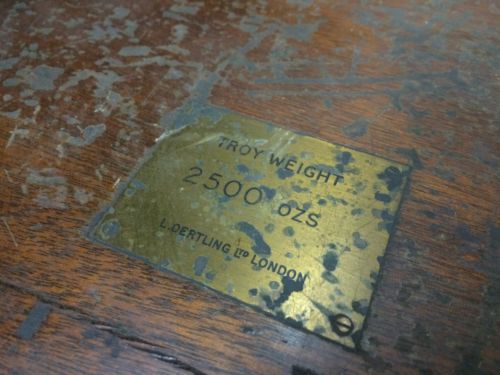 TROY WEIGHT
2500 OZS
L. OERTLING LTD LONDON